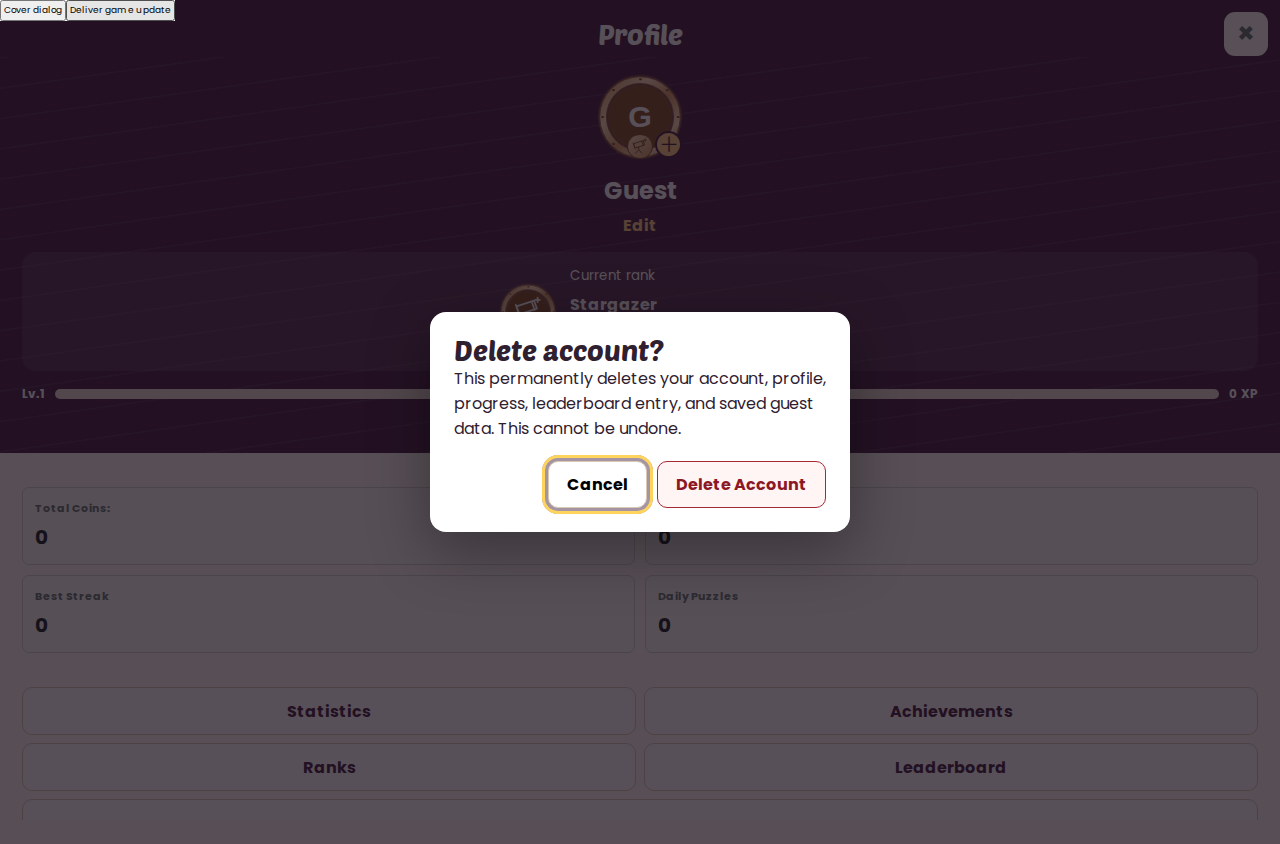 Cover dialog Deliver game update
Profile
✖
G
Guest
Edit
Current rank
Stargazer
Lv.1 0 XP
Delete account?
This permanently deletes your account, profile,
progress, leaderboard entry, and saved guest
data. This cannot be undone.
Cancel Delete Account
Total Coins:
0 0
Best Streak Daily Puzzles
0 0
Statistics Achievements
Ranks Leaderboard